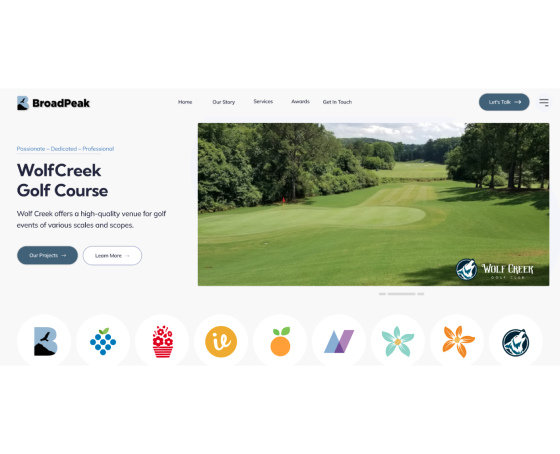 BroadPeak
Home Our Story Services Awards Get In Touch
Let's Talk →
Passionate – Dedicated – Professional
WolfCreek
Golf Course
Wolf Creek offers a high-quality venue for golf
events of various scales and scopes.
Our Projects → Learn More →
WOLF CREEK
GOLF CLUB
ie